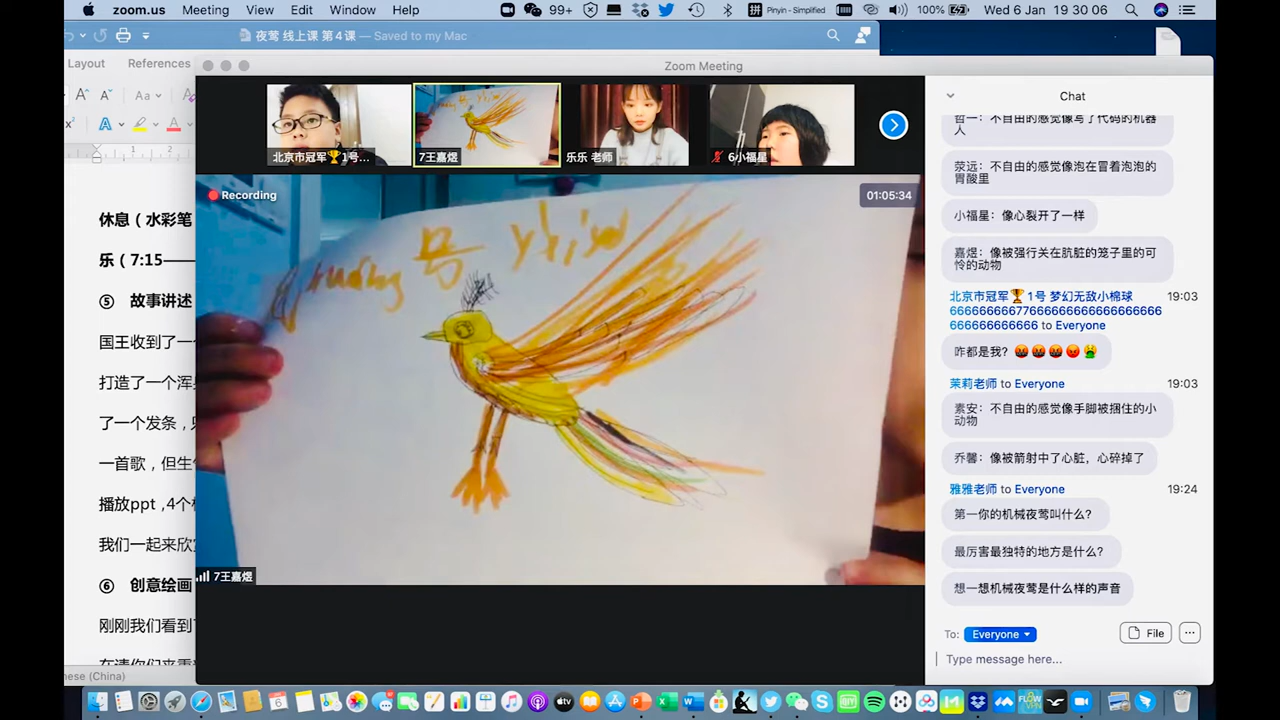 zoom.us Meeting View Edit Window Help 99+ Pinyin - Simplified 100% Wed 6 Jan 19 30 06
夜莺 线上课 第4课 — Saved to my Mac
Layout References
Zoom Meeting
Aa
1 2
休息（水彩笔
乐（7:15——
⑤ 故事讲述
国王收到了一个
打造了一个浑身
了一个发条，只
一首歌，但生
播放ppt，4个机
我们一起来欣赏
⑥ 创意绘画
刚刚我们看到了
nese (China)
北京市冠军🏆1号...
7王嘉煜
乐乐 老师
6小福星
Recording
01:05:34
号
7王嘉煜
Chat
哲一：不自由的感觉像写了代码的机器
人
荥远：不自由的感觉像泡在冒着泡泡的
胃酸里
小福星：像心裂开了一样
嘉煜：像被强行关在肮脏的笼子里的可
怜的动物
北京市冠军🏆1号 梦幻无敌小棉球 19:03
to Everyone
咋都是我？🤬🤬🤬😡🤮
茉莉老师 to Everyone 19:03
素安：不自由的感觉像手脚被捆住的小
动物
乔馨：像被箭射中了心脏，心碎掉了
雅雅老师 to Everyone 19:24
第一你的机械夜莺叫什么？
最厉害最独特的地方是什么？
想一想机械夜莺是什么样的声音
To: Everyone File
Type message here...